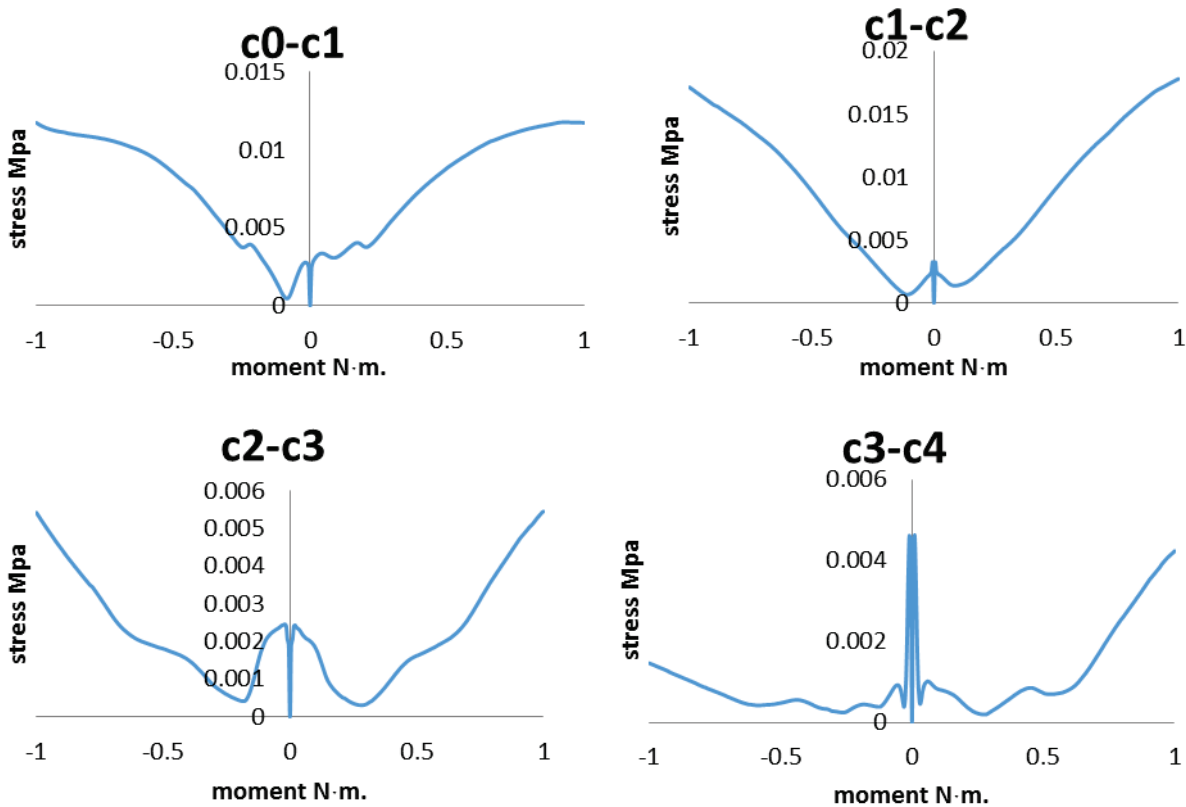 c0-c1
0.015
0.01
0.005
0
-1 -0.5 0 0.5 1
stress Mpa
moment N·m.
c1-c2
0.02
0.015
0.01
0.005
0
-1 -0.5 0 0.5 1
stress Mpa
moment N·m
c2-c3
0.006
0.005
0.004
0.003
0.002
0.001
0
-1 -0.5 0 0.5 1
stress Mpa
moment N·m.
c3-c4
0.006
0.004
0.002
0
-1 -0.5 0 0.5 1
stress Mpa
moment N·m.